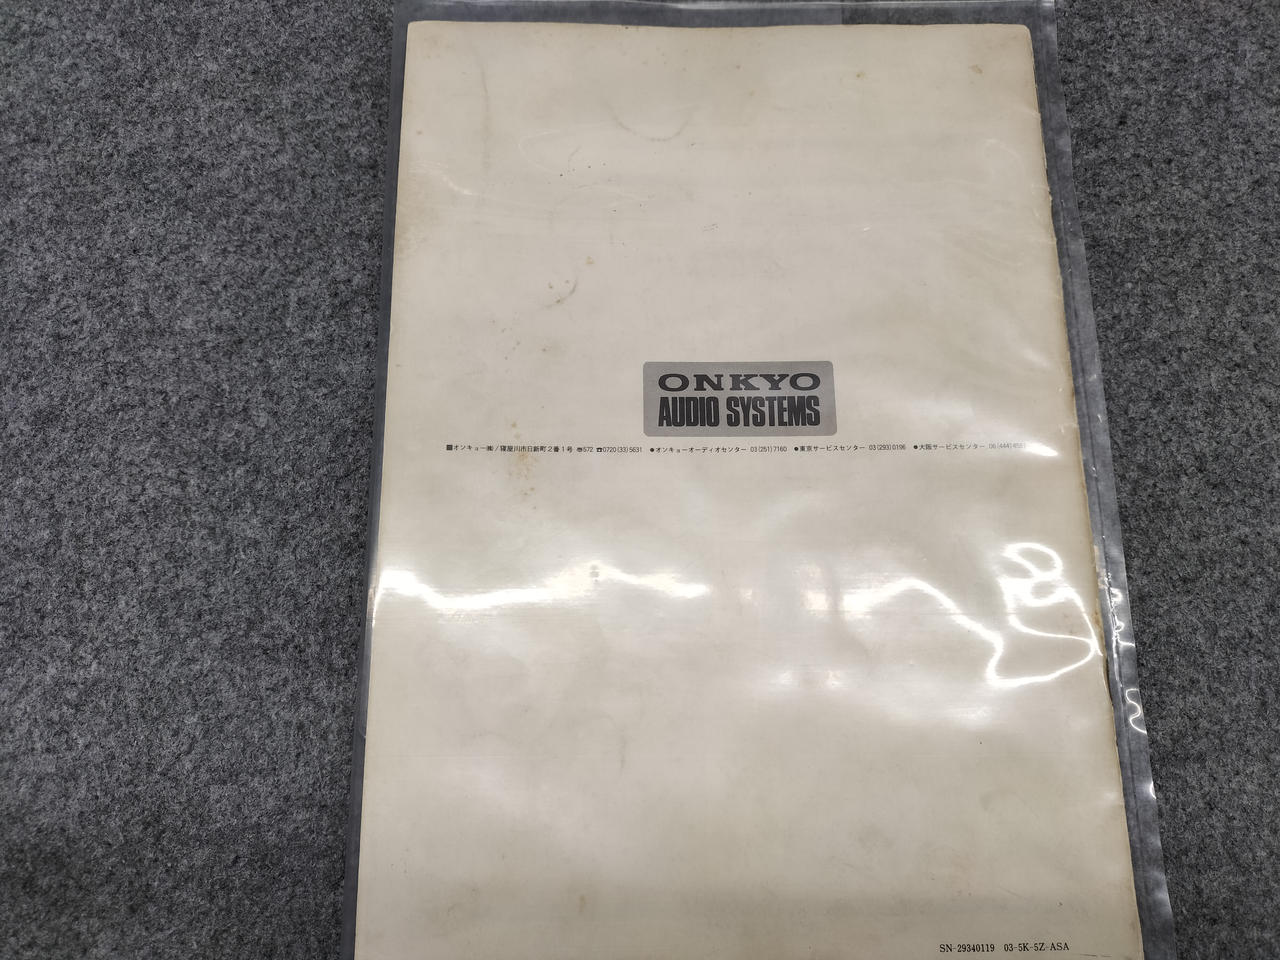 ONKYO
AUDIO SYSTEMS
■オンキョー㈱/寝屋川市日新町2番1号 〠572 ☎0720(33)5631 ●オンキョーオーディオセンター 03(251)7160 ●東京サービスセンター 03(293)0196 ●大阪サービスセンター 06(444)
SN-29340119 03-5K-5Z-ASA